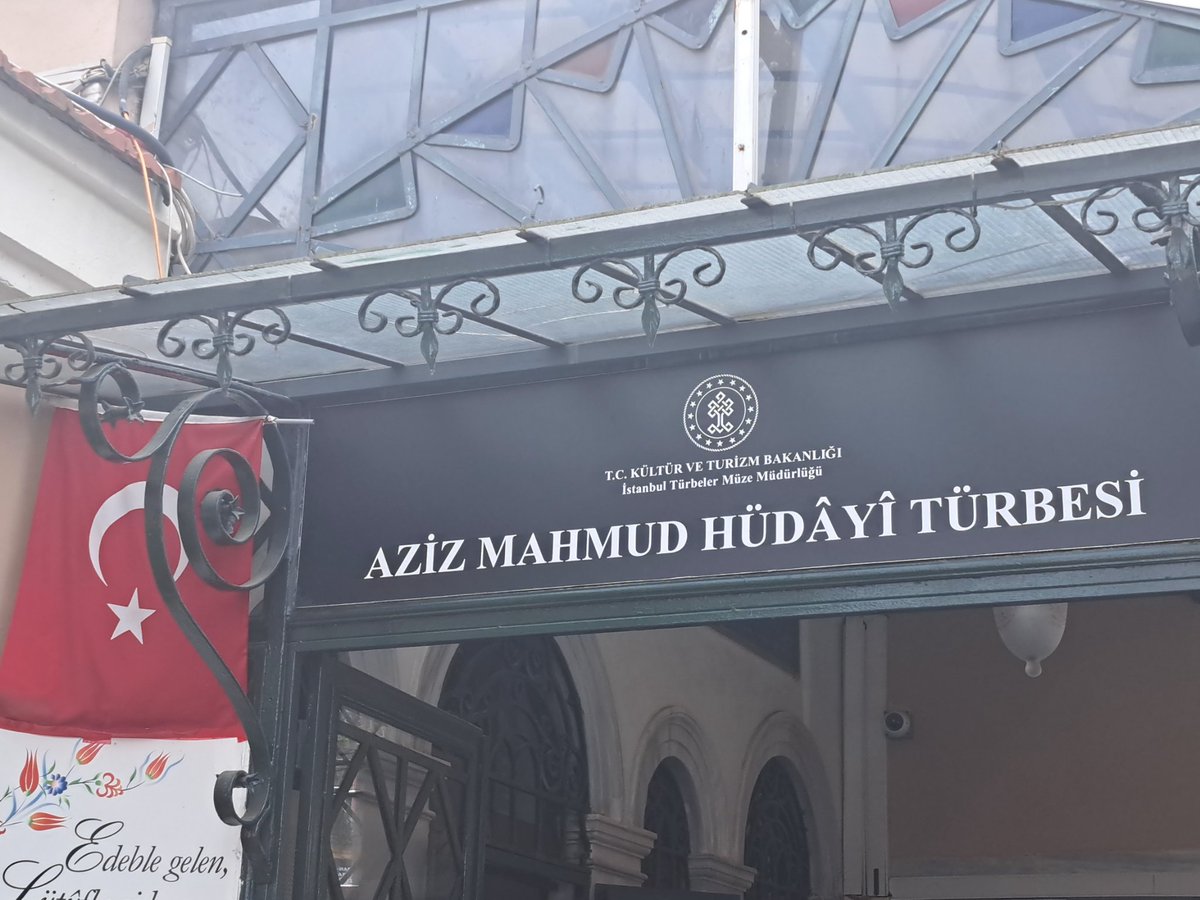 T.C. KÜLTÜR VE TURİZM BAKANLIĞI
İstanbul Türbeler Müze Müdürlüğü
AZİZ MAHMUD HÜDÂYÎ TÜRBESİ
Edeble gelen,